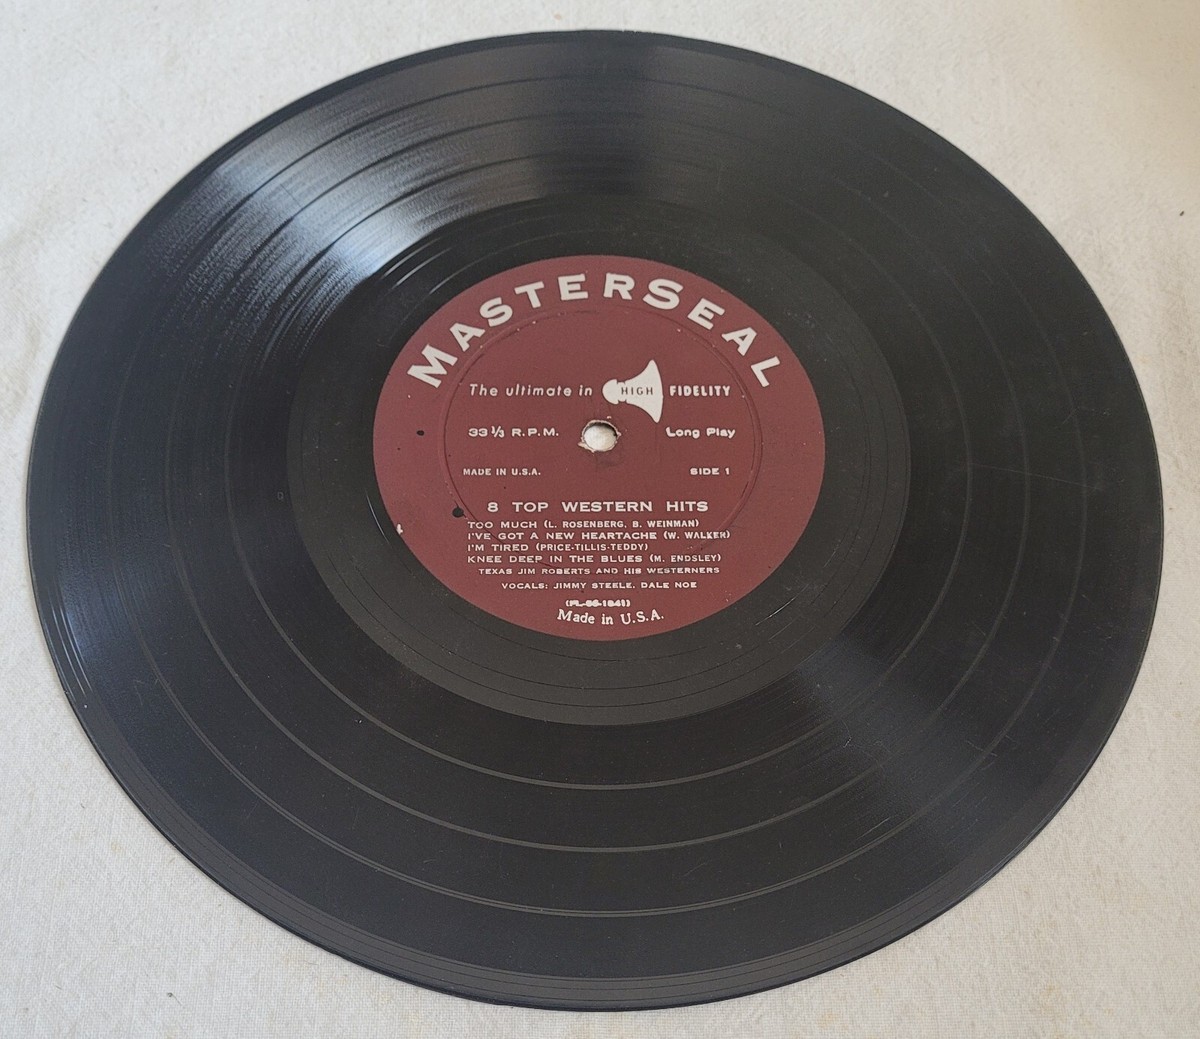 MASTERSEAL
The ultimate in HIGH FIDELITY
33 1/3 R.P.M. Long Play
MADE IN U.S.A. SIDE 1
8 TOP WESTERN HITS
TOO MUCH (L. ROSENBERG, B. WEINMAN)
I'VE GOT A NEW HEARTACHE (W. WALKER)
I'M TIRED (PRICE-TILLIS-TEDDY)
KNEE DEEP IN THE BLUES (M. ENDSLEY)
TEXAS JIM ROBERTS AND HIS WESTERNERS
VOCALS: JIMMY STEELE, DALE NOE
Made in U.S.A.